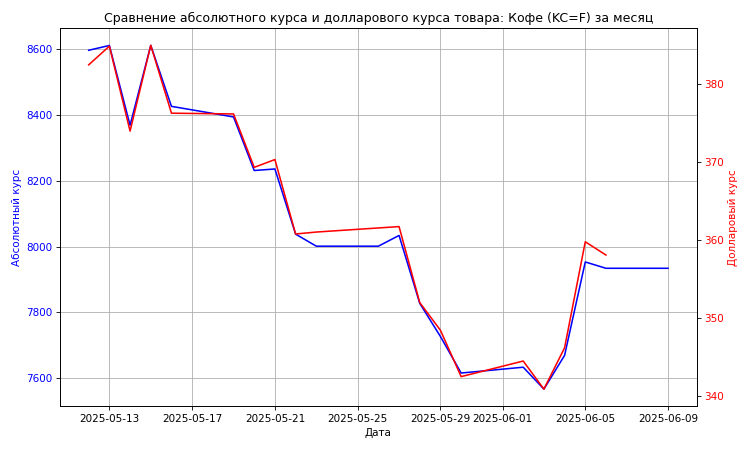 Сравнение абсолютного курса и долларового курса товара: Кофе (KC=F) за месяц
8600
8400
8200
8000
7800
7600
Абсолютный курс
380
370
360
350
340
Долларовый курс
2025-05-13 2025-05-17 2025-05-21 2025-05-25 2025-05-29 2025-06-01 2025-06-05 2025-06-09
Дата